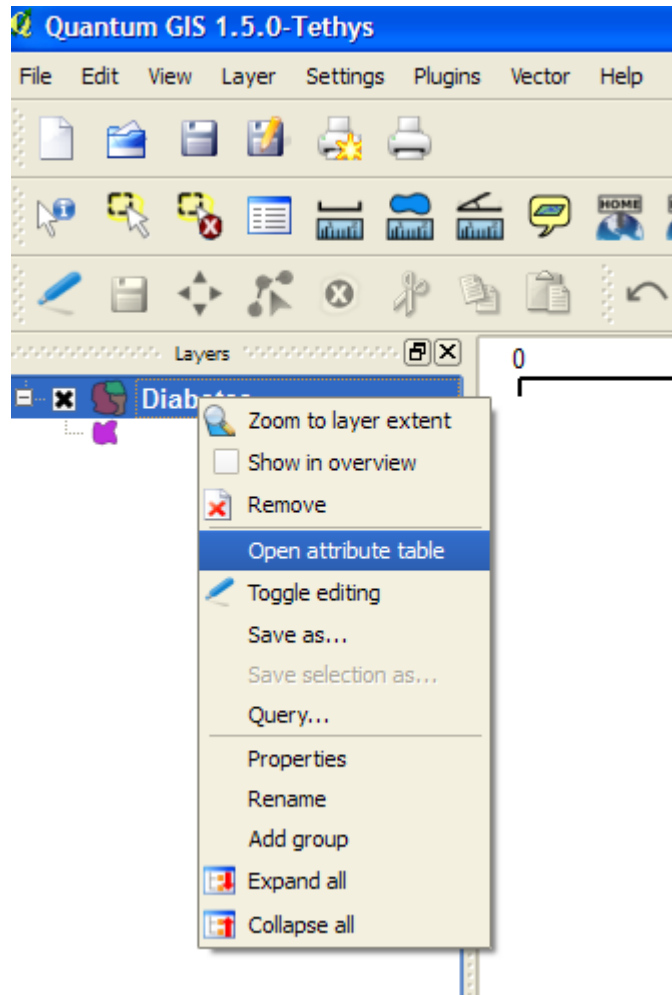 Quantum GIS 1.5.0-Tethys
File Edit View Layer Settings Plugins Vector Help
HOME
Layers
0
Zoom to layer extent
Show in overview
Remove
Open attribute table
Toggle editing
Save as...
Save selection as...
Query...
Properties
Rename
Add group
Expand all
Collapse all